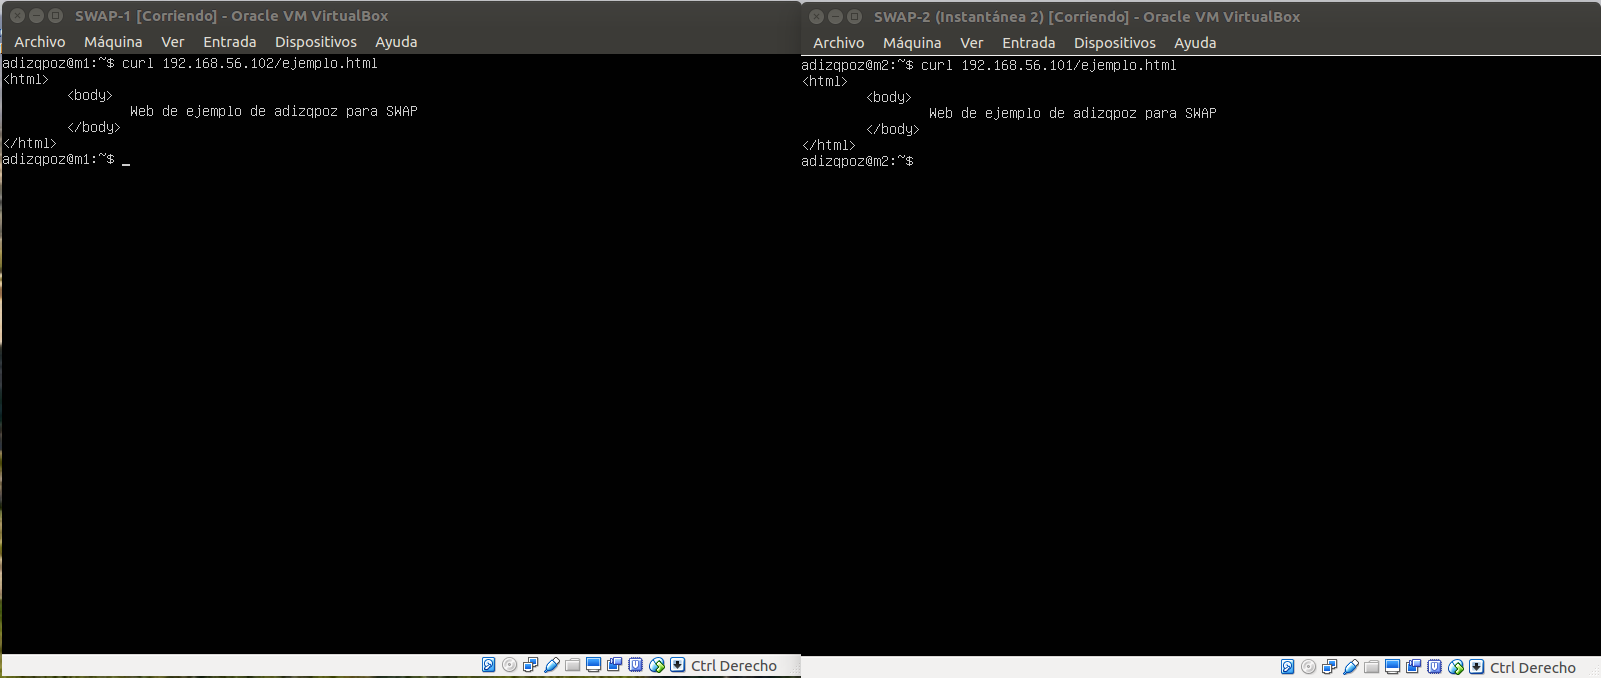 SWAP-1 [Corriendo] - Oracle VM VirtualBox
Archivo Máquina Ver Entrada Dispositivos Ayuda
adizqpoz@m1:~$ curl 192.168.56.102/ejemplo.html
<html>
<body>
Web de ejemplo de adizqpoz para SWAP
</body>
</html>
adizqpoz@m1:~$ _
Ctrl Derecho
SWAP-2 (Instantánea 2) [Corriendo] - Oracle VM VirtualBox
Archivo Máquina Ver Entrada Dispositivos Ayuda
adizqpoz@m2:~$ curl 192.168.56.101/ejemplo.html
<html>
<body>
Web de ejemplo de adizqpoz para SWAP
</body>
</html>
adizqpoz@m2:~$
Ctrl Derecho